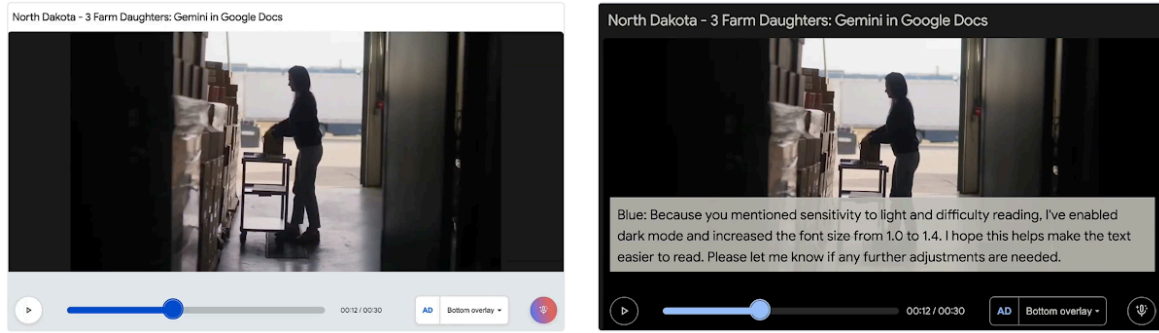 North Dakota - 3 Farm Daughters: Gemini in Google Docs
00:12 / 00:30
AD
Bottom overlay
North Dakota - 3 Farm Daughters: Gemini in Google Docs
Blue: Because you mentioned sensitivity to light and difficulty reading, I've enabled
dark mode and increased the font size from 1.0 to 1.4. I hope this helps make the text
easier to read. Please let me know if any further adjustments are needed.
00:12 / 00:30
AD
Bottom overlay